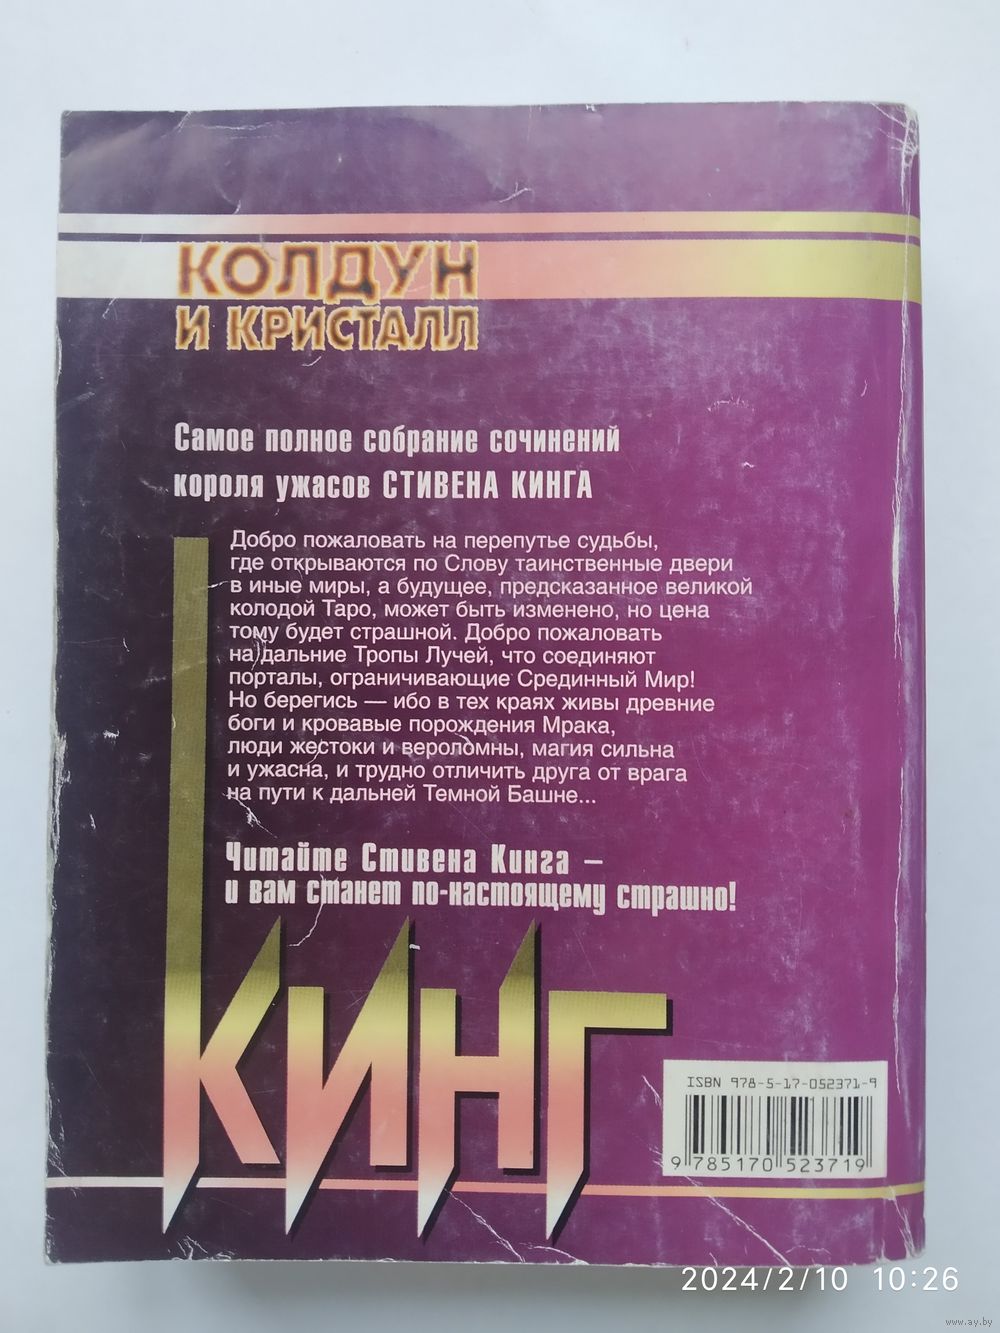 КОЛДУН
И КРИСТАЛЛ
Самое полное собрание сочинений
короля ужасов СТИВЕНА КИНГА
Добро пожаловать на перепутье судьбы,
где открываются по Слову таинственные двери
в иные миры, а будущее, предсказанное великой
колодой Таро, может быть изменено, но цена
тому будет страшной. Добро пожаловать
на дальние Тропы Лучей, что соединяют
порталы, ограничивающие Срединный Мир!
Но берегись — ибо в тех краях живы древние
боги и кровавые порождения Мрака,
люди жестоки и вероломны, магия сильна
и ужасна, и трудно отличить друга от врага
на пути к дальней Темной Башне...
Читайте Стивена Кинга –
и вам станет по-настоящему страшно!
КИНГ
ISBN 978-5-17-052371-9
9 785170 523719
2024/2/10 10:26
www.ay.by